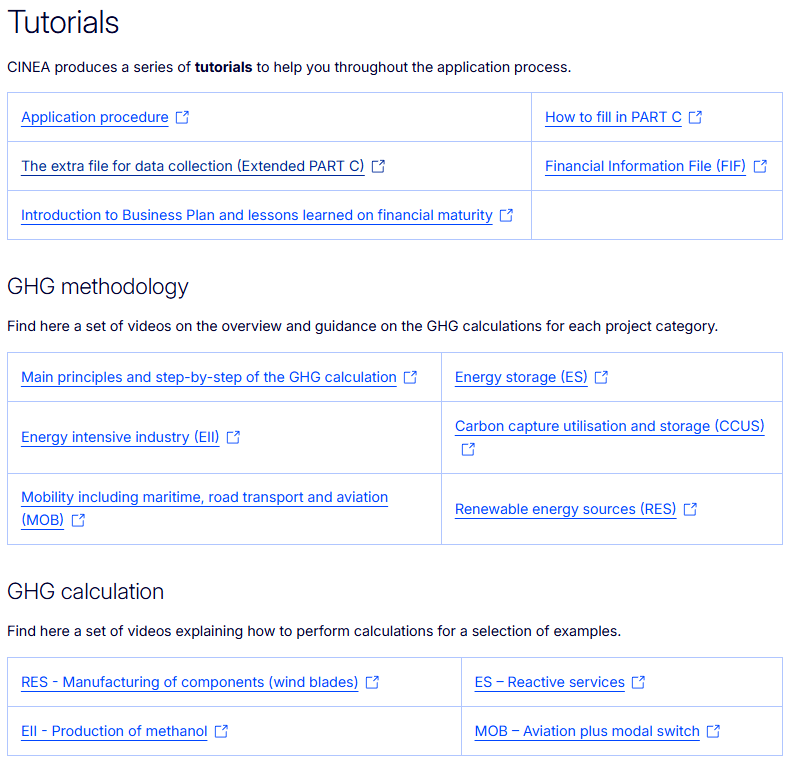 Tutorials
CINEA produces a series of tutorials to help you throughout the application process.
Application procedure
How to fill in PART C
The extra file for data collection (Extended PART C)
Financial Information File (FIF)
Introduction to Business Plan and lessons learned on financial maturity
GHG methodology
Find here a set of videos on the overview and guidance on the GHG calculations for each project category.
Main principles and step-by-step of the GHG calculation
Energy storage (ES)
Energy intensive industry (EII)
Carbon capture utilisation and storage (CCUS)
Mobility including maritime, road transport and aviation
(MOB)
Renewable energy sources (RES)
GHG calculation
Find here a set of videos explaining how to perform calculations for a selection of examples.
RES - Manufacturing of components (wind blades)
ES – Reactive services
EII - Production of methanol
MOB – Aviation plus modal switch